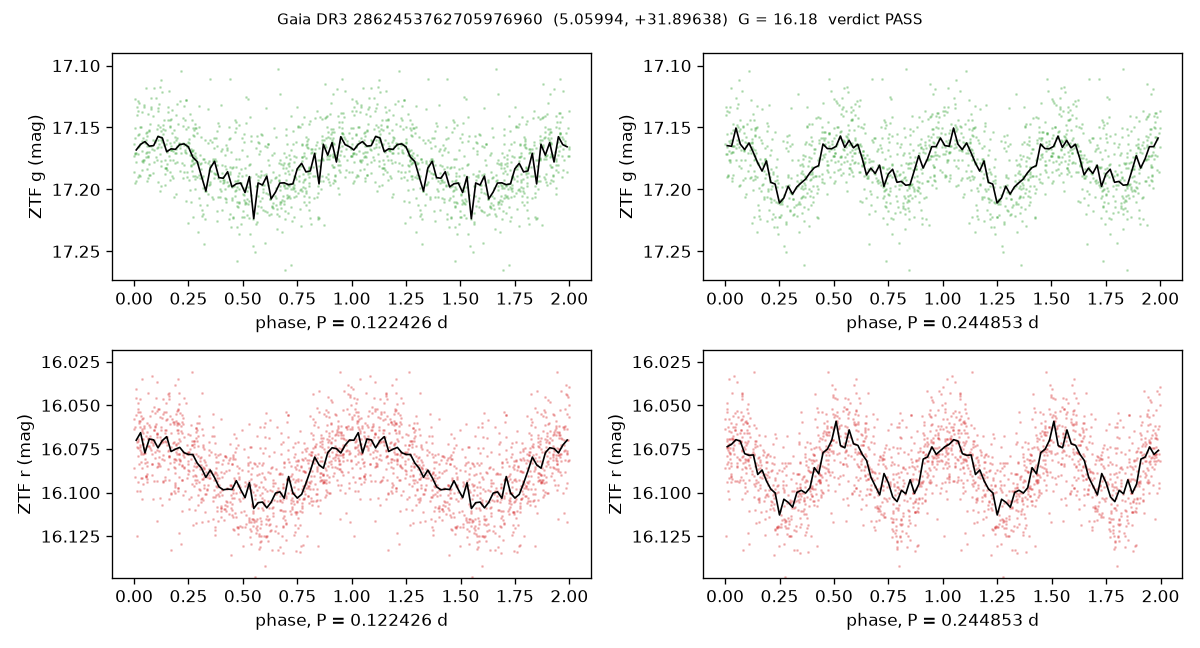 Gaia DR3 2862453762705976960  (5.05994, +31.89638)  G = 16.18  verdict PASS
ZTF g (mag)
17.10
17.15
17.20
17.25
0.00 0.25 0.50 0.75 1.00 1.25 1.50 1.75 2.00
phase, P = 0.122426 d
ZTF g (mag)
17.10
17.15
17.20
17.25
0.00 0.25 0.50 0.75 1.00 1.25 1.50 1.75 2.00
phase, P = 0.244853 d
ZTF r (mag)
16.025
16.050
16.075
16.100
16.125
0.00 0.25 0.50 0.75 1.00 1.25 1.50 1.75 2.00
phase, P = 0.122426 d
ZTF r (mag)
16.025
16.050
16.075
16.100
16.125
0.00 0.25 0.50 0.75 1.00 1.25 1.50 1.75 2.00
phase, P = 0.244853 d